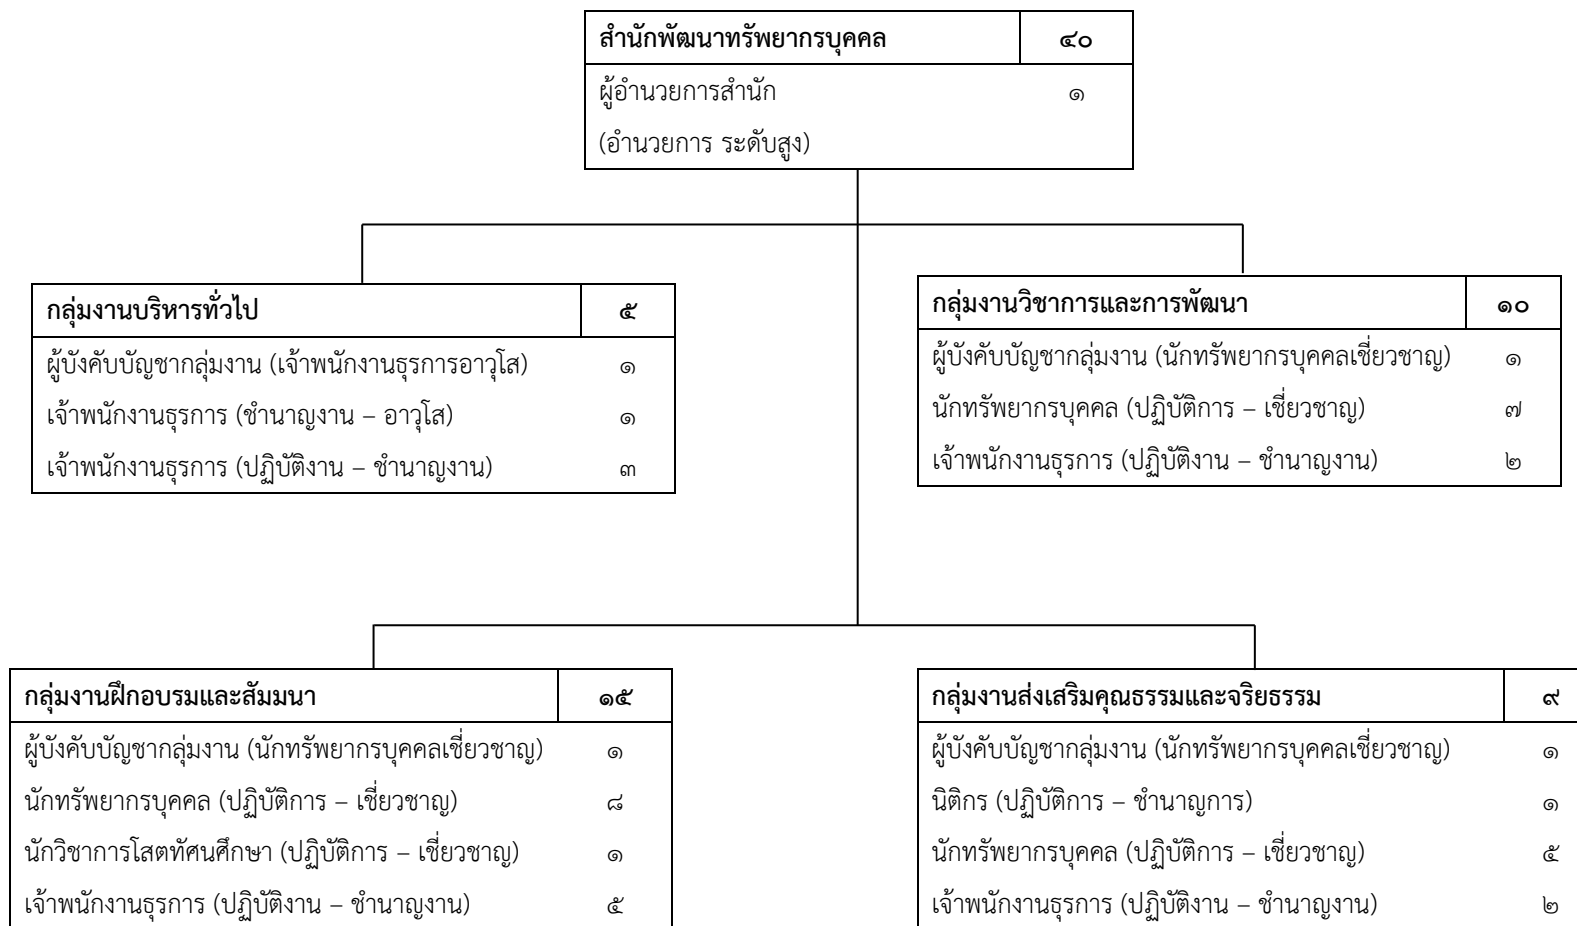 สำนักพัฒนาทรัพยากรบุคคล ๔๐
ผู้อำนวยการสำนัก ๑
(อำนวยการ ระดับสูง)
กลุ่มงานบริหารทั่วไป ๕
ผู้บังคับบัญชากลุ่มงาน (เจ้าพนักงานธุรการอาวุโส) ๑
เจ้าพนักงานธุรการ (ชำนาญงาน – อาวุโส) ๑
เจ้าพนักงานธุรการ (ปฏิบัติงาน – ชำนาญงาน) ๓
กลุ่มงานวิชาการและการพัฒนา ๑๐
ผู้บังคับบัญชากลุ่มงาน (นักทรัพยากรบุคคลเชี่ยวชาญ) ๑
นักทรัพยากรบุคคล (ปฏิบัติการ – เชี่ยวชาญ) ๗
เจ้าพนักงานธุรการ (ปฏิบัติงาน – ชำนาญงาน) ๒
กลุ่มงานฝึกอบรมและสัมมนา ๑๕
ผู้บังคับบัญชากลุ่มงาน (นักทรัพยากรบุคคลเชี่ยวชาญ) ๑
นักทรัพยากรบุคคล (ปฏิบัติการ – เชี่ยวชาญ) ๘
นักวิชาการโสตทัศนศึกษา (ปฏิบัติการ – เชี่ยวชาญ) ๑
เจ้าพนักงานธุรการ (ปฏิบัติงาน – ชำนาญงาน) ๕
กลุ่มงานส่งเสริมคุณธรรมและจริยธรรม ๙
ผู้บังคับบัญชากลุ่มงาน (นักทรัพยากรบุคคลเชี่ยวชาญ) ๑
นิติกร (ปฏิบัติการ – ชำนาญการ) ๑
นักทรัพยากรบุคคล (ปฏิบัติการ – เชี่ยวชาญ) ๕
เจ้าพนักงานธุรการ (ปฏิบัติงาน – ชำนาญงาน) ๒